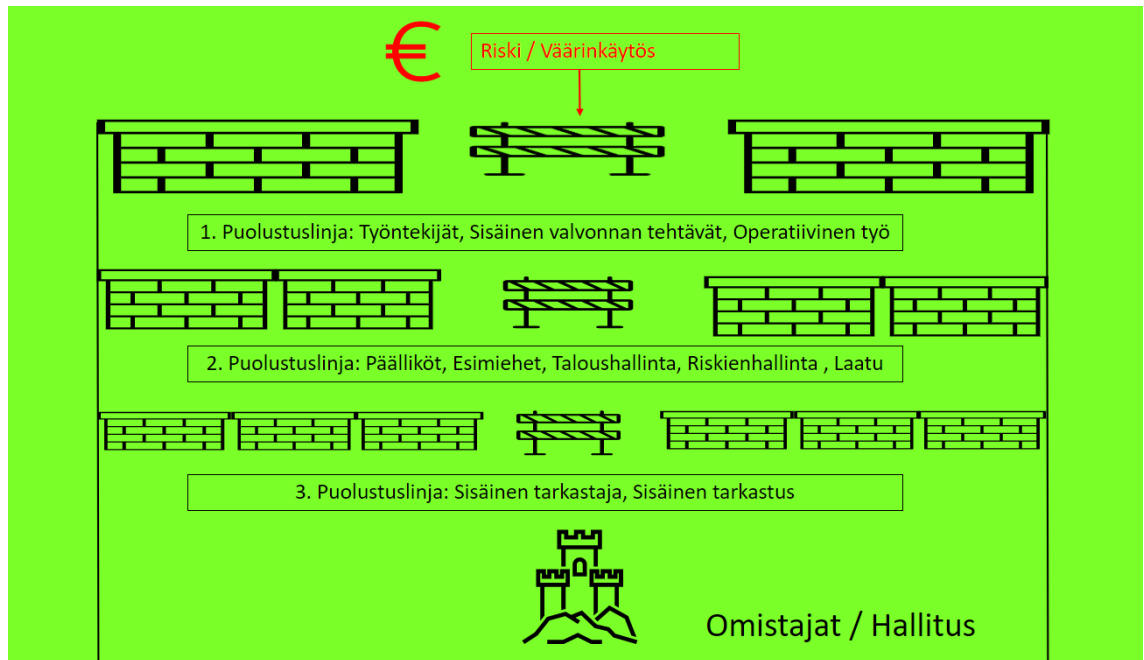 €
Riski / Väärinkäytös
1. Puolustuslinja: Työntekijät, Sisäinen valvonnan tehtävät, Operatiivinen työ
2. Puolustuslinja: Päälliköt, Esimiehet, Taloushallinta, Riskienhallinta , Laatu
3. Puolustuslinja: Sisäinen tarkastaja, Sisäinen tarkastus
Omistajat / Hallitus